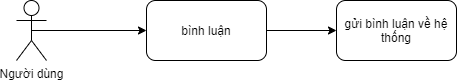 bình luận
gửi bình luận về hệ
thống
Người dùng